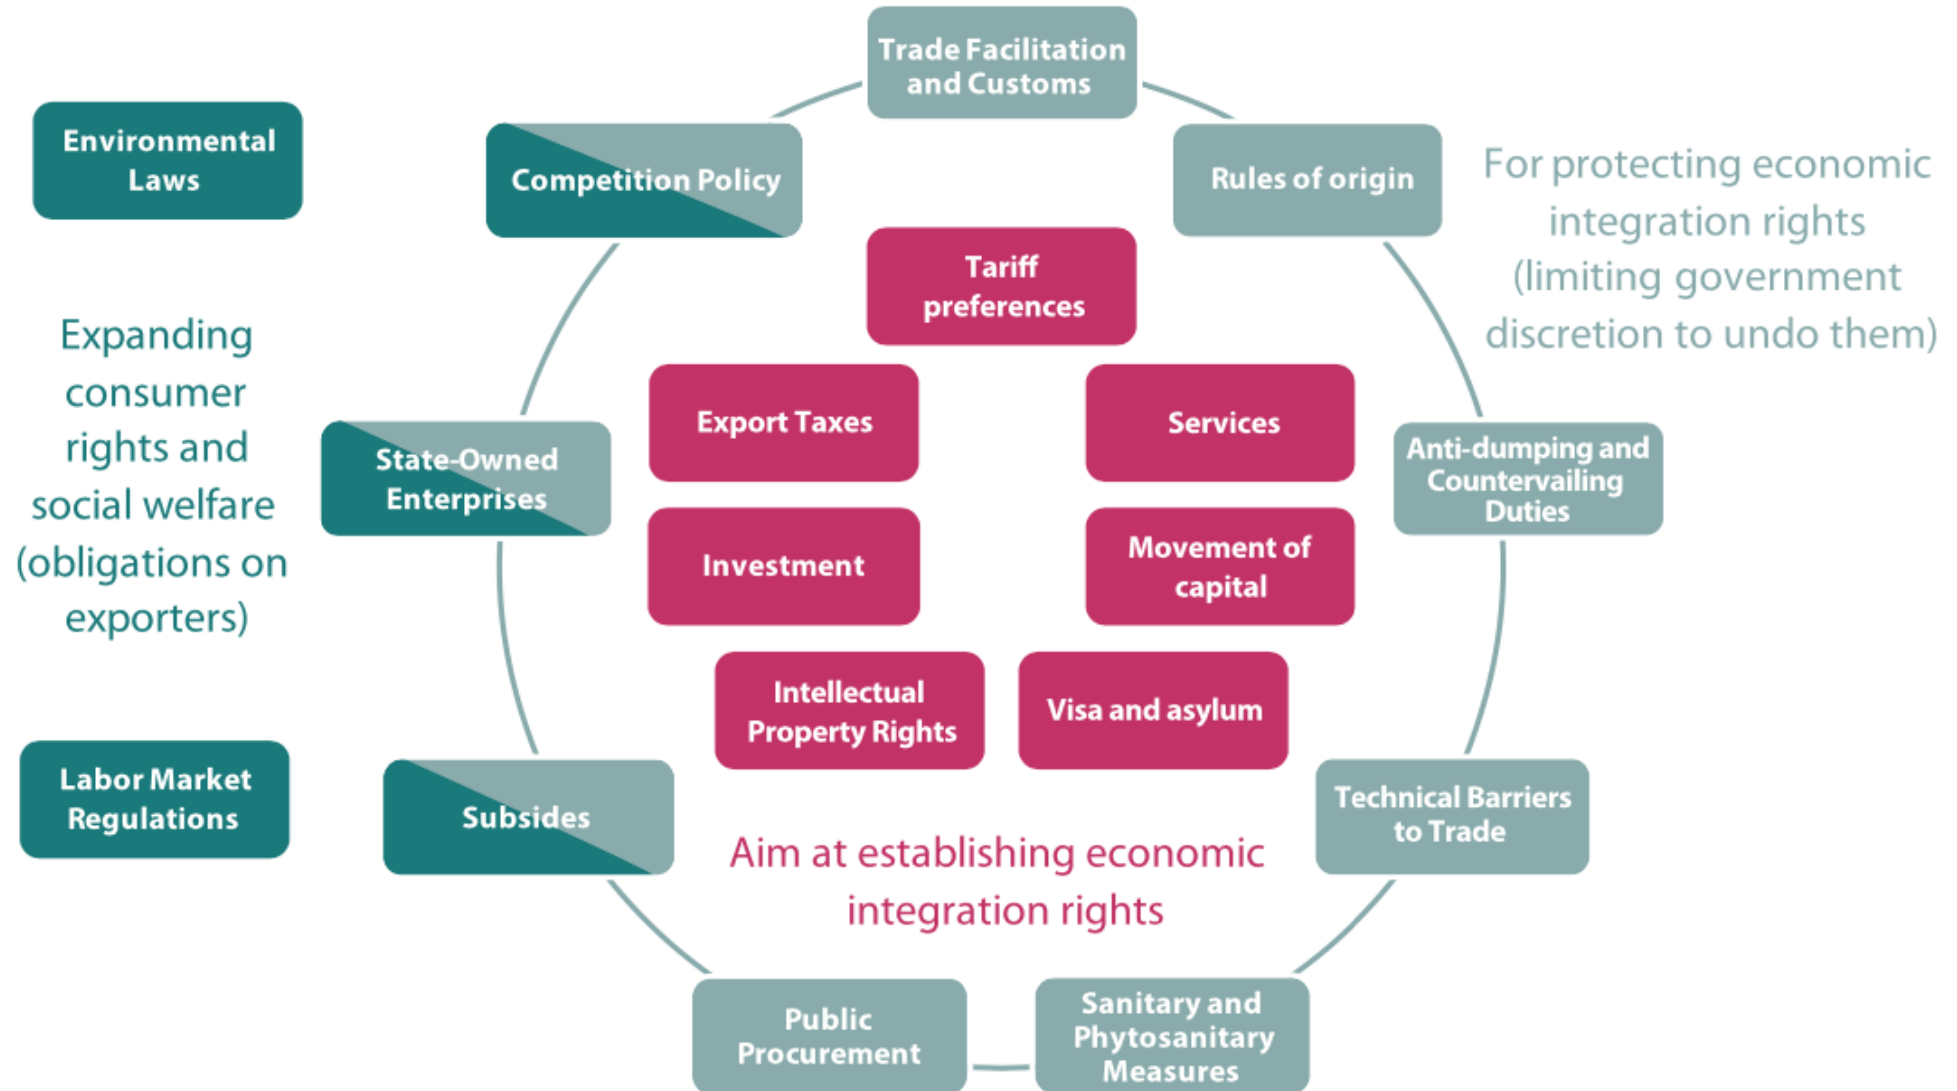 Trade Facilitation
and Customs
Environmental
Laws
Competition Policy
Rules of origin
For protecting economic
integration rights
(limiting government
discretion to undo them)
Tariff
preferences
Expanding
consumer
rights and
social welfare
(obligations on
exporters)
Export Taxes
Services
State-Owned
Enterprises
Anti-dumping and
Countervailing
Duties
Investment
Movement of
capital
Intellectual
Property Rights
Visa and asylum
Labor Market
Regulations
Subsides
Technical Barriers
to Trade
Aim at establishing economic
integration rights
Public
Procurement
Sanitary and
Phytosanitary
Measures